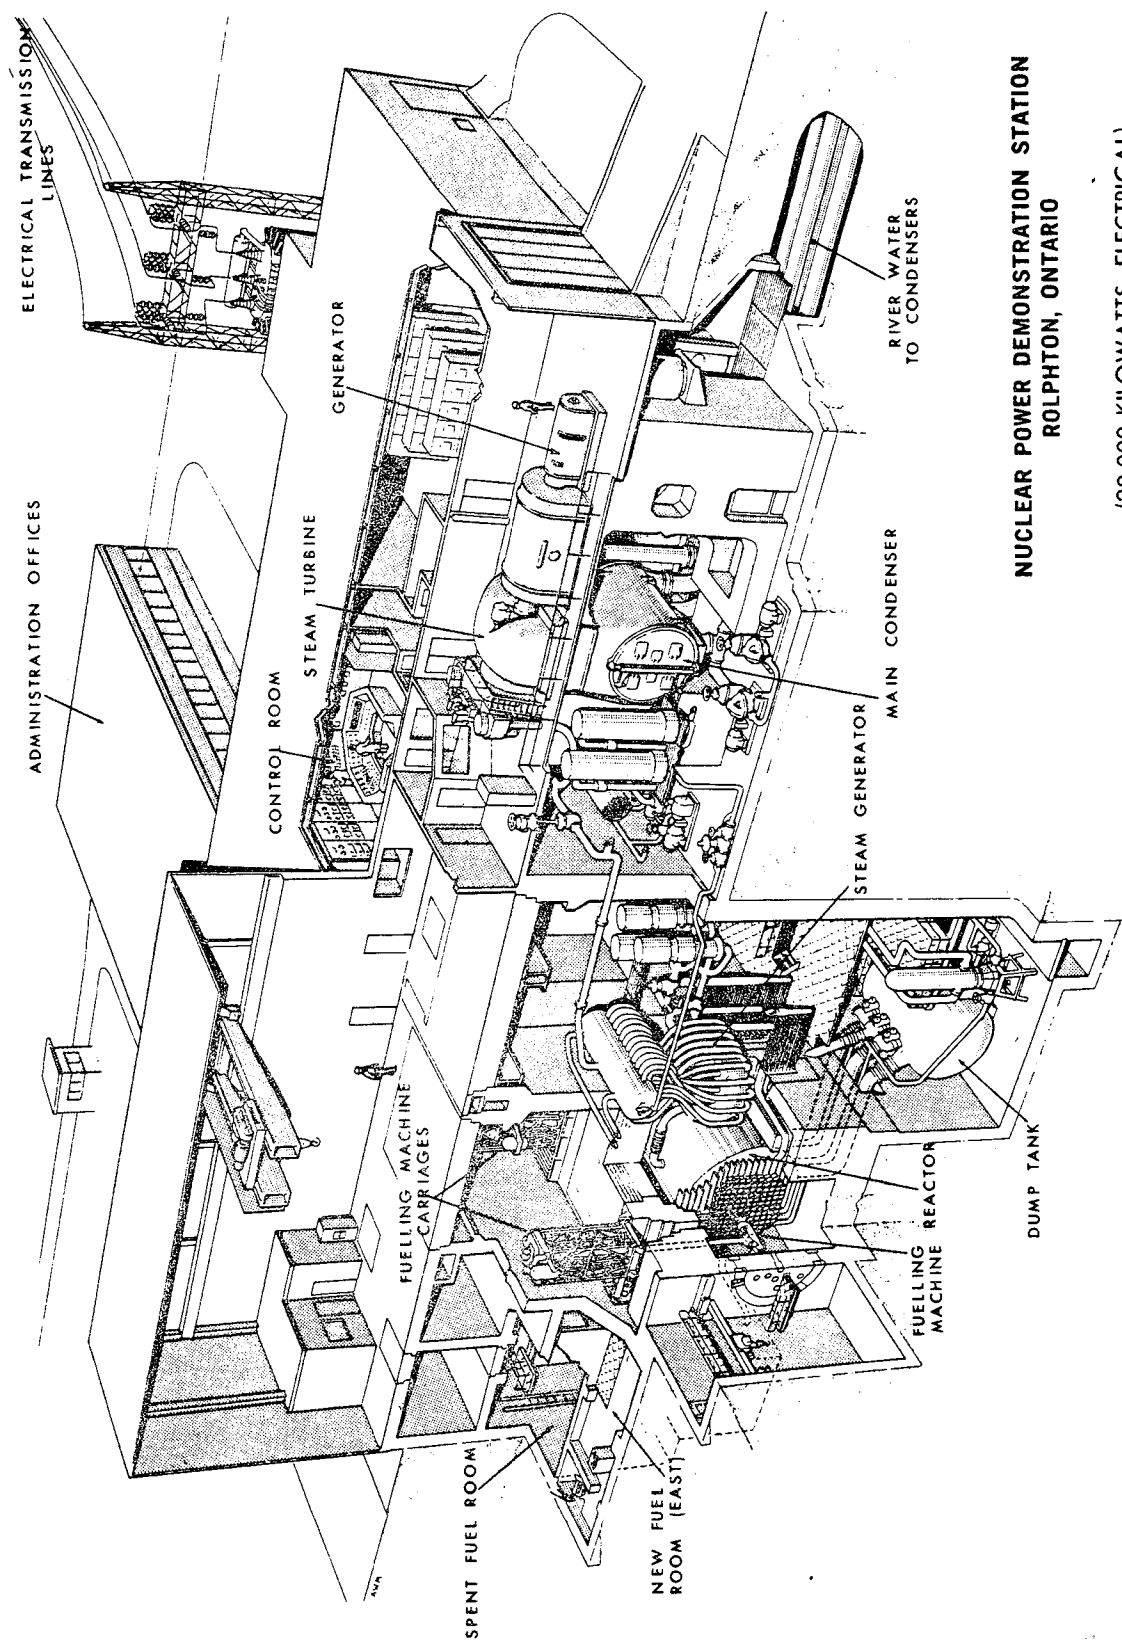 ELECTRICAL TRANSMISSION
LINES
ADMINISTRATION OFFICES
GENERATOR
STEAM TURBINE
CONTROL ROOM
FUELLING MACHINE
CARRIAGES
SPENT FUEL ROOM
NEW FUEL
ROOM (EAST)
FUELLING
MACHINE
REACTOR
DUMP TANK
STEAM GENERATOR
MAIN CONDENSER
RIVER WATER
TO CONDENSERS
AWM
NUCLEAR POWER DEMONSTRATION STATION
ROLPHTON, ONTARIO
KILOWATTS ELECTRICAL)